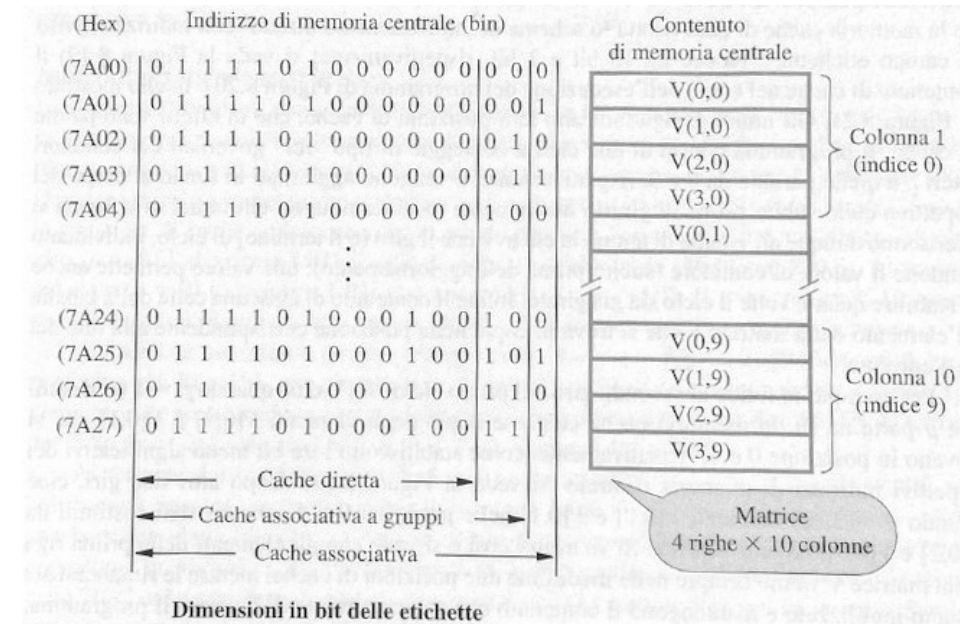 (Hex) Indirizzo di memoria centrale (bin)
Contenuto
di memoria centrale
(7A00) 0 1 1 1 1 0 1 0 0 0 0 0 0 0 0 0 V(0,0)
(7A01) 0 1 1 1 1 0 1 0 0 0 0 0 0 0 0 1 V(1,0)
(7A02) 0 1 1 1 1 0 1 0 0 0 0 0 0 0 1 0 V(2,0)
(7A03) 0 1 1 1 1 0 1 0 0 0 0 0 0 0 1 1 V(3,0)
(7A04) 0 1 1 1 1 0 1 0 0 0 0 0 0 1 0 0 V(0,1)
Colonna 1
(indice 0)
(7A24) 0 1 1 1 1 0 1 0 0 0 1 0 0 1 0 0 V(0,9)
(7A25) 0 1 1 1 1 0 1 0 0 0 1 0 0 1 0 1 V(1,9)
(7A26) 0 1 1 1 1 0 1 0 0 0 1 0 0 1 1 0 V(2,9)
(7A27) 0 1 1 1 1 0 1 0 0 0 1 0 0 1 1 1 V(3,9)
Colonna 10
(indice 9)
Cache diretta
Cache associativa a gruppi
Cache associativa
Matrice
4 righe × 10 colonne
Dimensioni in bit delle etichette